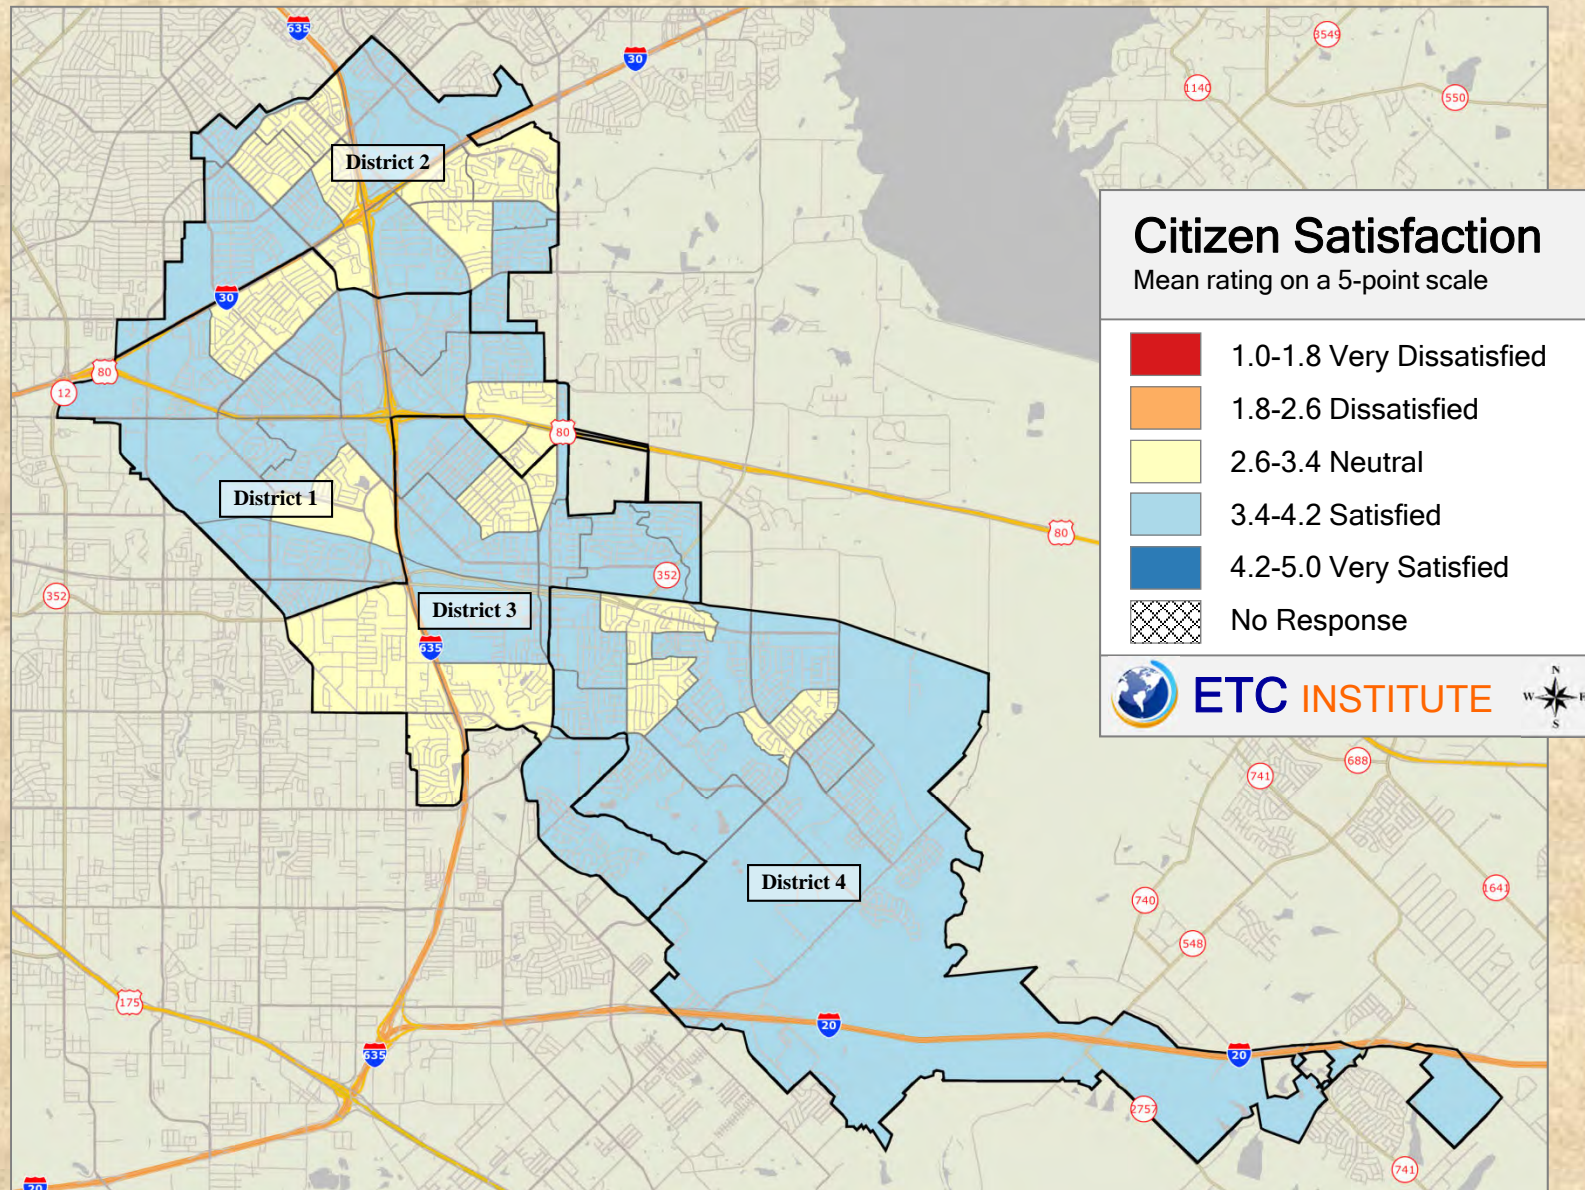 635
30
3549
1140
550
District 2
Citizen Satisfaction
Mean rating on a 5-point scale
30
80
12
1.0-1.8 Very Dissatisfied
1.8-2.6 Dissatisfied
2.6-3.4 Neutral
3.4-4.2 Satisfied
4.2-5.0 Very Satisfied
No Response
80
District 1
80
352
352
District 3
635
ETC INSTITUTE
N
W E
S
688
741
District 4
1641
740
548
175
20
635
20
2757
741
20